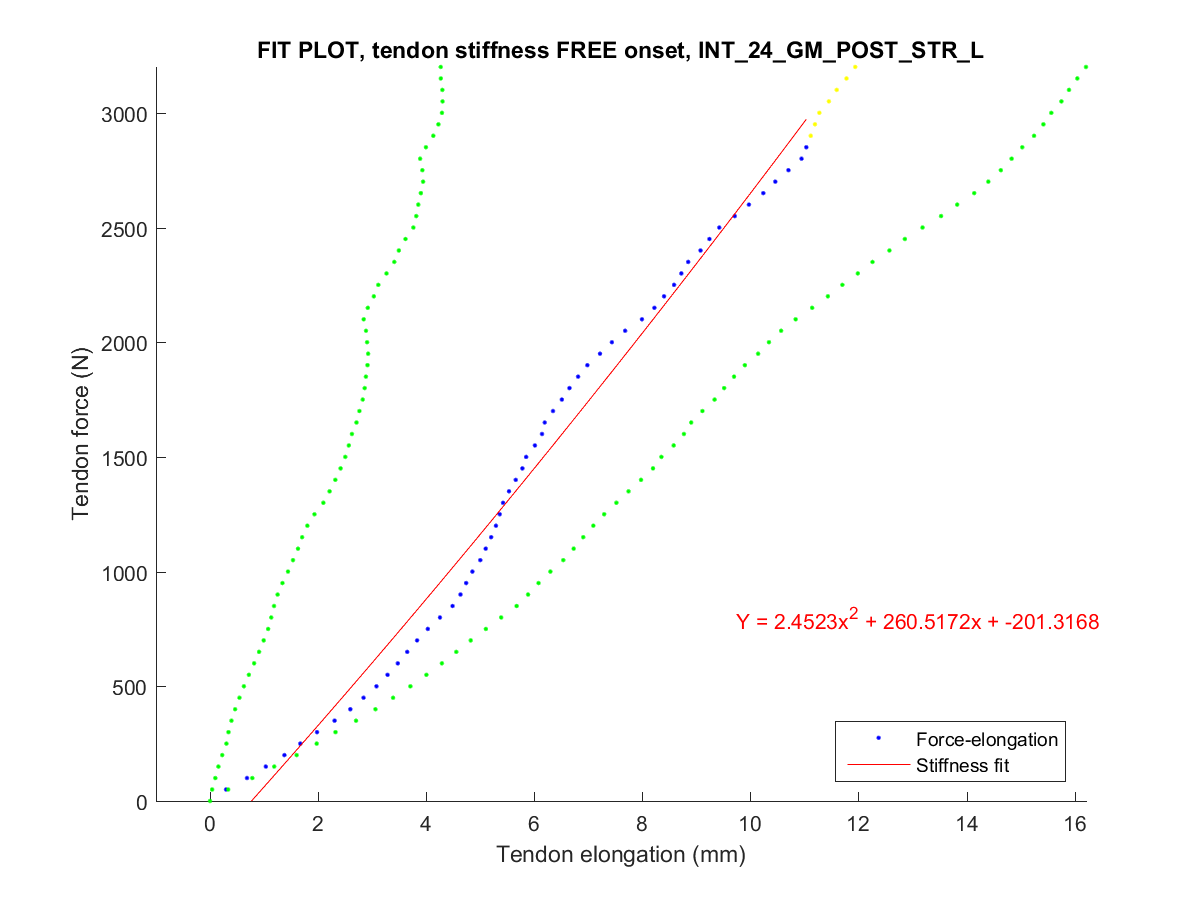 FIT PLOT, tendon stiffness FREE onset, INT_24_GM_POST_STR_L
3000
2500
2000
1500
1000
500
0
Tendon force (N)
Y = 2.4523x² + 260.5172x + -201.3168
Force-elongation
Stiffness fit
0 2 4 6 8 10 12 14 16
Tendon elongation (mm)